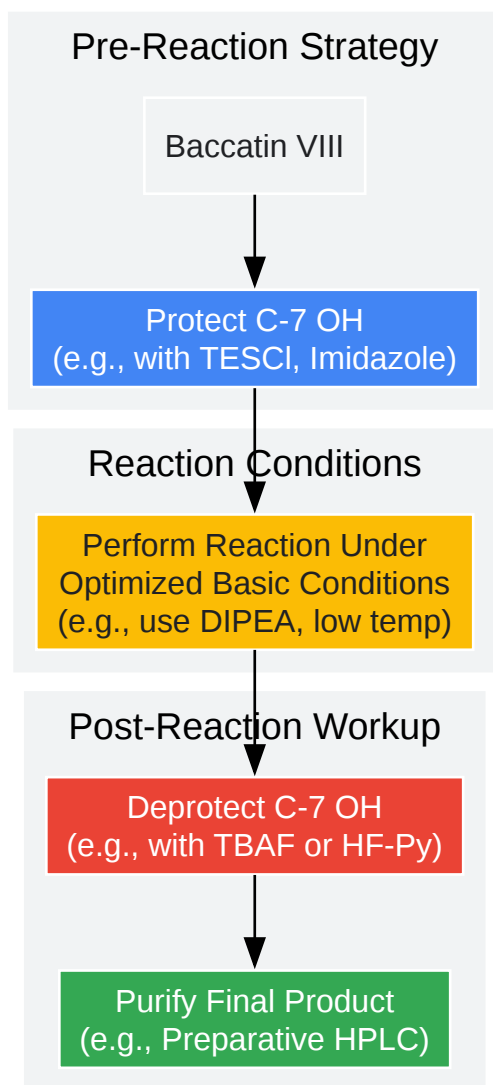 Pre-Reaction Strategy
Baccatin VIII
Protect C-7 OH
(e.g., with TESCl, Imidazole)
Reaction Conditions
Perform Reaction Under
Optimized Basic Conditions
(e.g., use DIPEA, low temp)
Post-Reaction Workup
Deprotect C-7 OH
(e.g., with TBAF or HF-Py)
Purify Final Product
(e.g., Preparative HPLC)